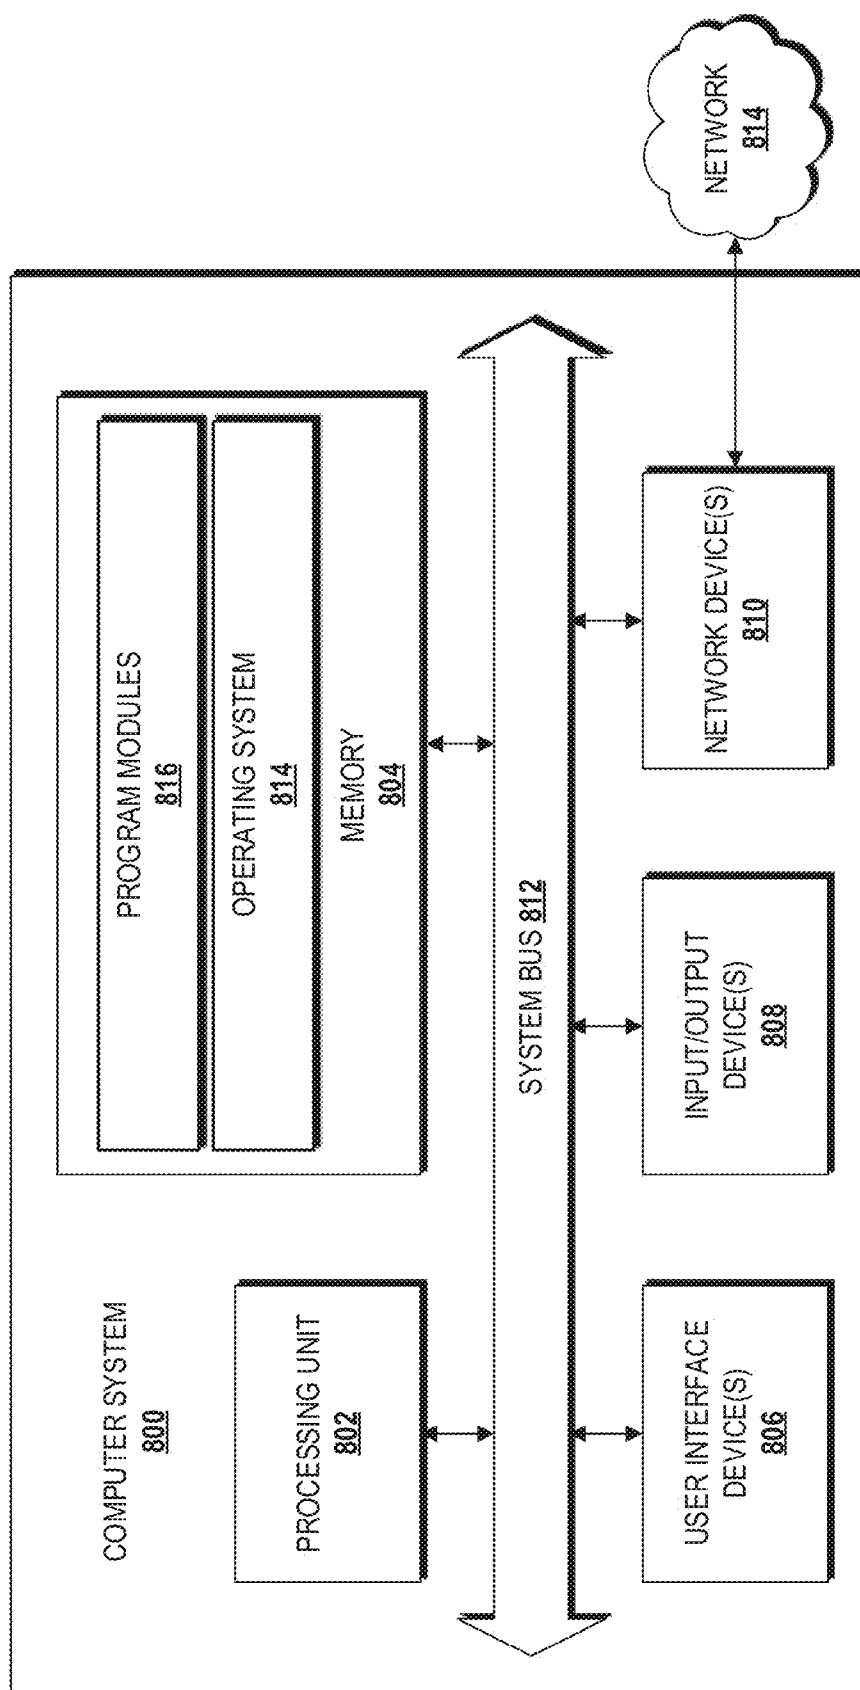 COMPUTER SYSTEM
800
PROCESSING UNIT
802
PROGRAM MODULES
816
OPERATING SYSTEM
814
MEMORY
804
SYSTEM BUS 812
USER INTERFACE
DEVICE(S)
806
INPUT/OUTPUT
DEVICE(S)
808
NETWORK DEVICE(S)
810
NETWORK
814